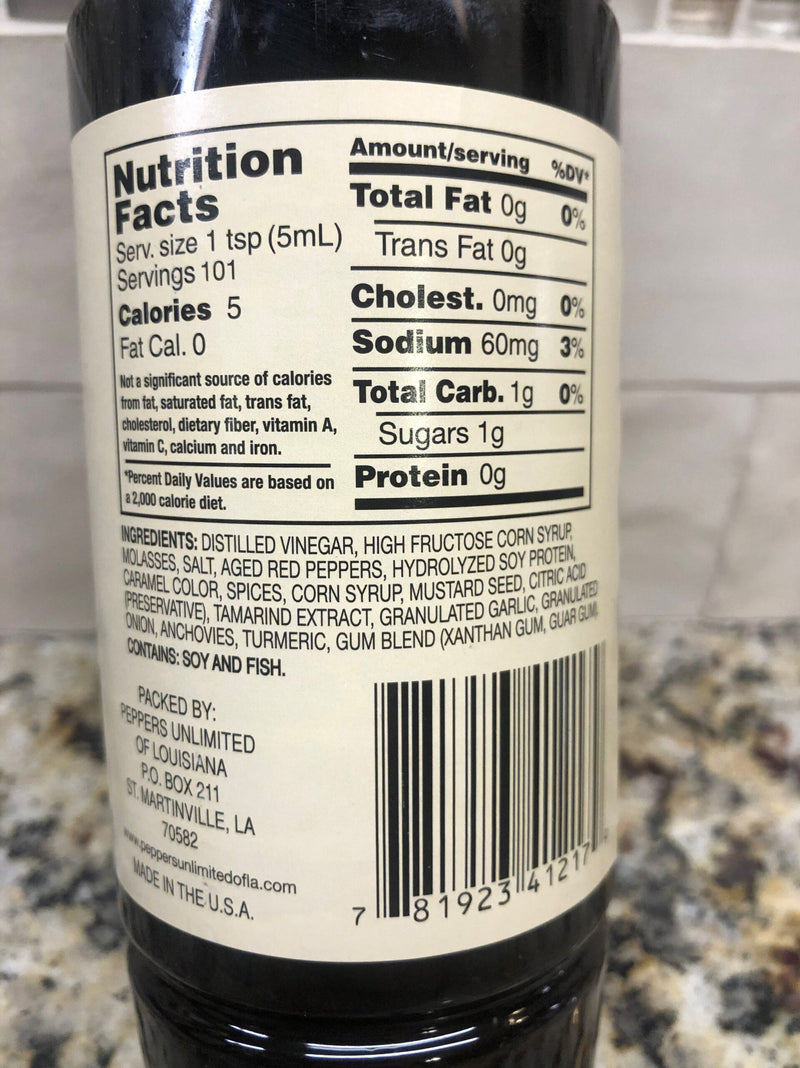 Nutrition
Facts
Serv. size 1 tsp (5mL)
Servings 101
Calories 5
Fat Cal. 0
Not a significant source of calories
from fat, saturated fat, trans fat,
cholesterol, dietary fiber, vitamin A,
vitamin C, calcium and iron.
*Percent Daily Values are based on
a 2,000 calorie diet.
Amount/serving %DV*
Total Fat 0g 0%
Trans Fat 0g
Cholest. 0mg 0%
Sodium 60mg 3%
Total Carb. 1g 0%
Sugars 1g
Protein 0g
INGREDIENTS: DISTILLED VINEGAR, HIGH FRUCTOSE CORN SYRUP,
MOLASSES, SALT, AGED RED PEPPERS, HYDROLYZED SOY PROTEIN,
CARAMEL COLOR, SPICES, CORN SYRUP, MUSTARD SEED, CITRIC ACID
(PRESERVATIVE), TAMARIND EXTRACT, GRANULATED GARLIC, GRANULATED
ONION, ANCHOVIES, TURMERIC, GUM BLEND (XANTHAN GUM, GUAR GUM).
CONTAINS: SOY AND FISH.
PACKED BY:
PEPPERS UNLIMITED
OF LOUISIANA
P.O. BOX 211
ST. MARTINVILLE, LA
70582
www.peppersunlimitedofla.com
MADE IN THE U.S.A.
7 81923 41217 9